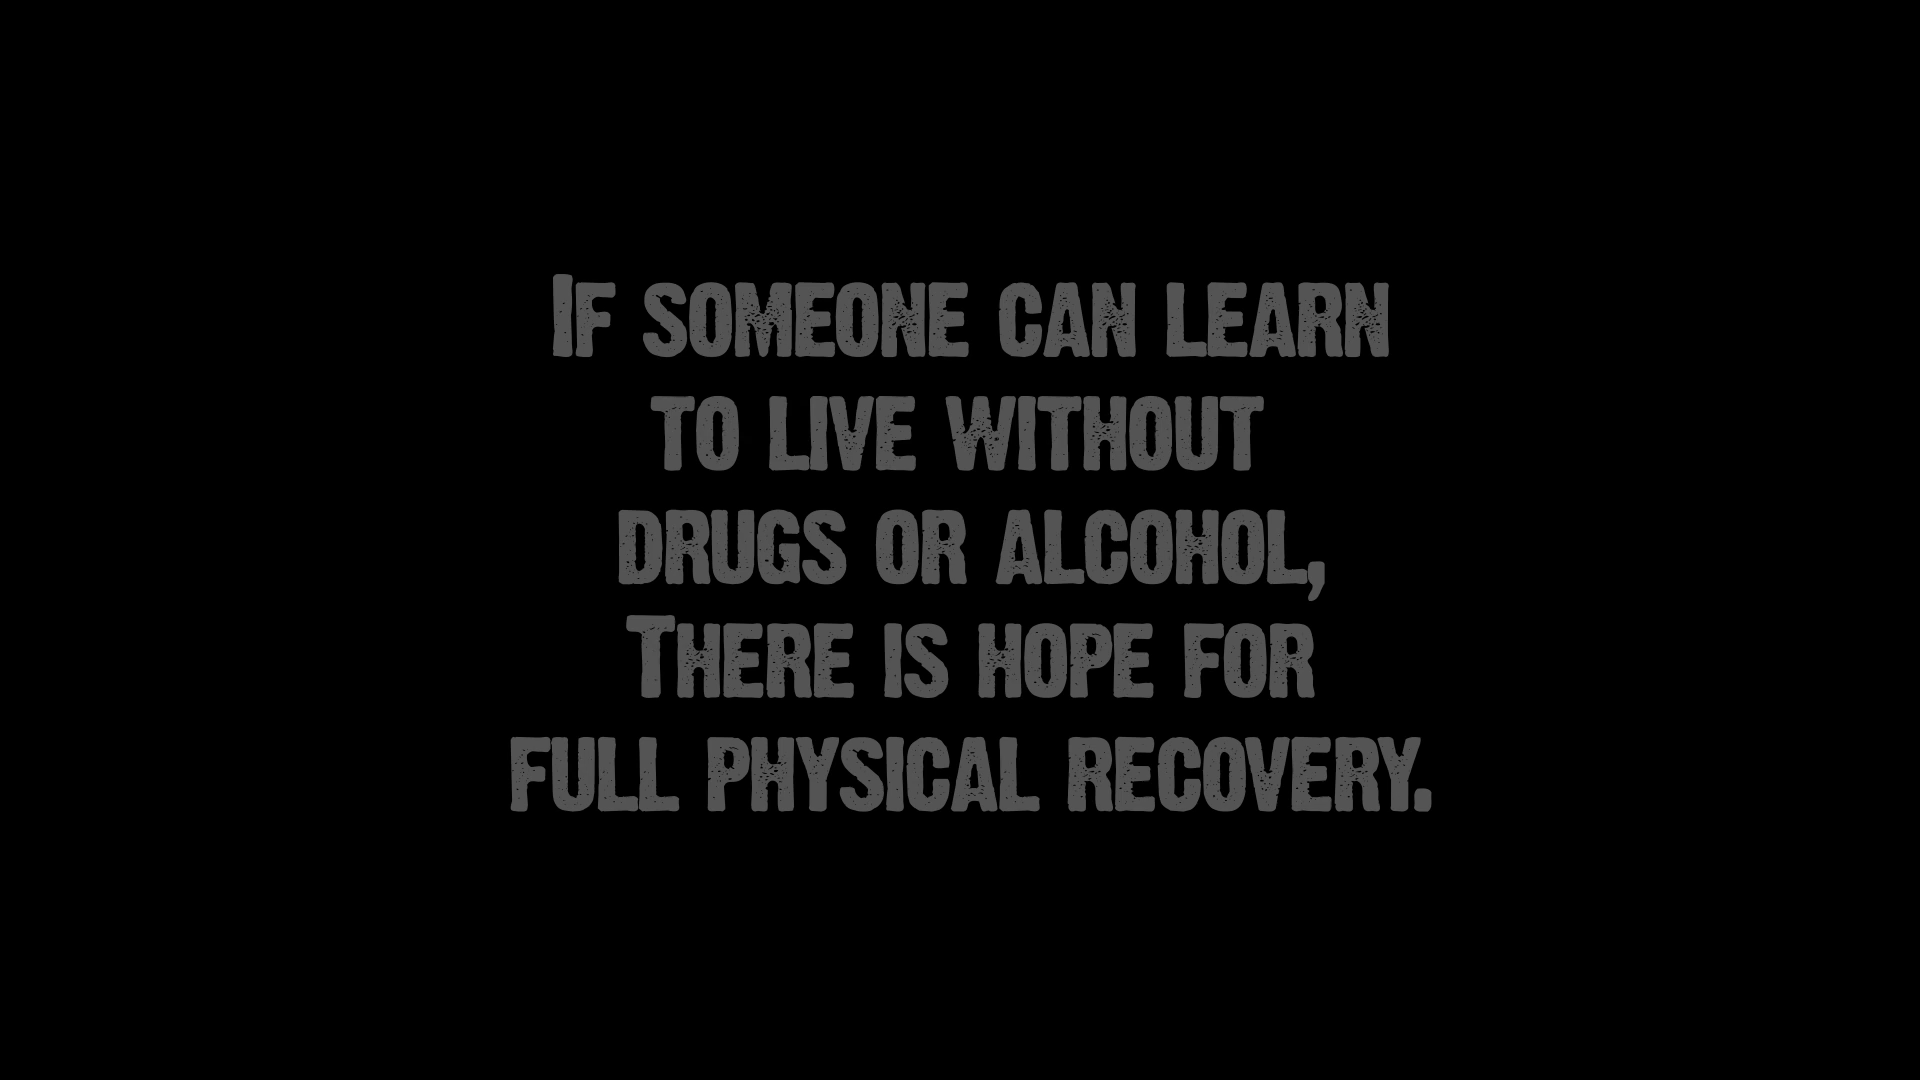 If someone can learn
to live without
drugs or alcohol,
There is hope for
full physical recovery.